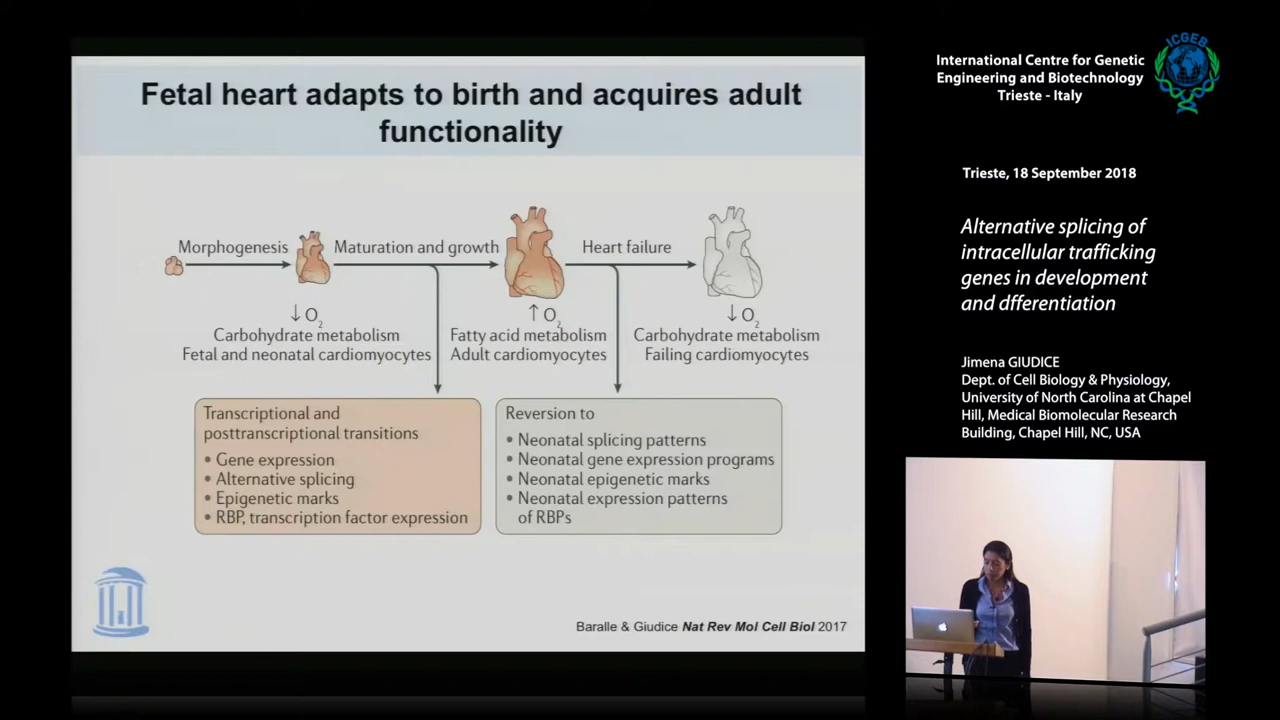 Fetal heart adapts to birth and acquires adult
functionality
Morphogenesis
Maturation and growth
Heart failure
↓ O2
Carbohydrate metabolism
Fetal and neonatal cardiomyocytes
↑ O2
Fatty acid metabolism
Adult cardiomyocytes
↓ O2
Carbohydrate metabolism
Failing cardiomyocytes
Transcriptional and
posttranscriptional transitions
• Gene expression
• Alternative splicing
• Epigenetic marks
• RBP, transcription factor expression
Reversion to
• Neonatal splicing patterns
• Neonatal gene expression programs
• Neonatal epigenetic marks
• Neonatal expression patterns
of RBPs
Baralle & Giudice Nat Rev Mol Cell Biol 2017
International Centre for Genetic
Engineering and Biotechnology
Trieste - Italy
ICGEB
Trieste, 18 September 2018
Alternative splicing of
intracellular trafficking
genes in development
and dfferentiation
Jimena GIUDICE
Dept. of Cell Biology & Physiology,
University of North Carolina at Chapel
Hill, Medical Biomolecular Research
Building, Chapel Hill, NC, USA